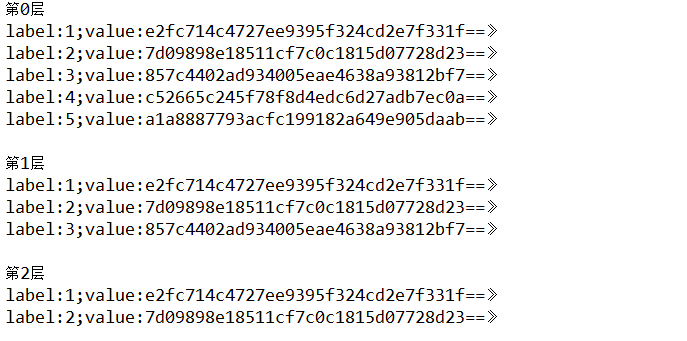 第0层
label:1;value:e2fc714c4727ee9395f324cd2e7f331f==》
label:2;value:7d09898e18511cf7c0c1815d07728d23==》
label:3;value:857c4402ad934005eae4638a93812bf7==》
label:4;value:c52665c245f78f8d4edc6d27adb7ec0a==》
label:5;value:a1a8887793acfc199182a649e905daab==》
第1层
label:1;value:e2fc714c4727ee9395f324cd2e7f331f==》
label:2;value:7d09898e18511cf7c0c1815d07728d23==》
label:3;value:857c4402ad934005eae4638a93812bf7==》
第2层
label:1;value:e2fc714c4727ee9395f324cd2e7f331f==》
label:2;value:7d09898e18511cf7c0c1815d07728d23==》